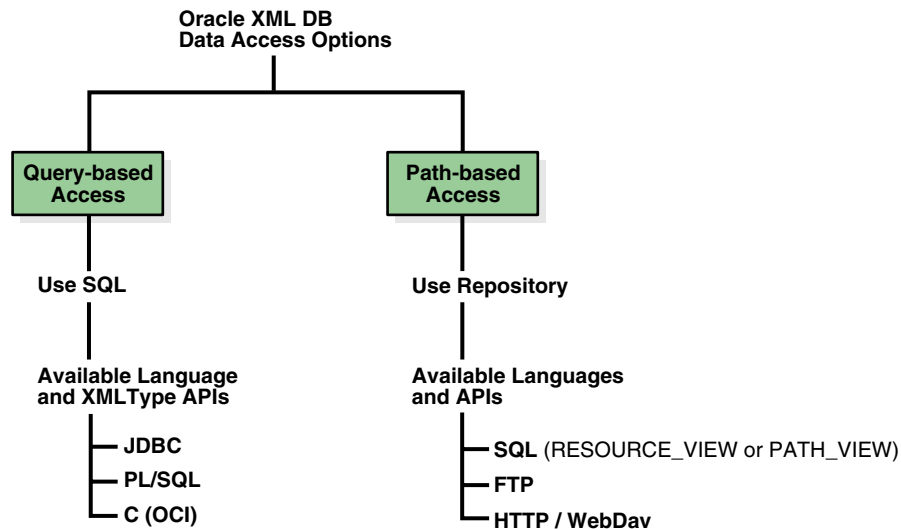 Oracle XML DB
Data Access Options
Query-based
Access
Path-based
Access
Use SQL
Use Repository
Available Language
and XMLType APIs
Available Languages
and APIs
JDBC
PL/SQL
C (OCI)
SQL (RESOURCE_VIEW or PATH_VIEW)
FTP
HTTP / WebDav